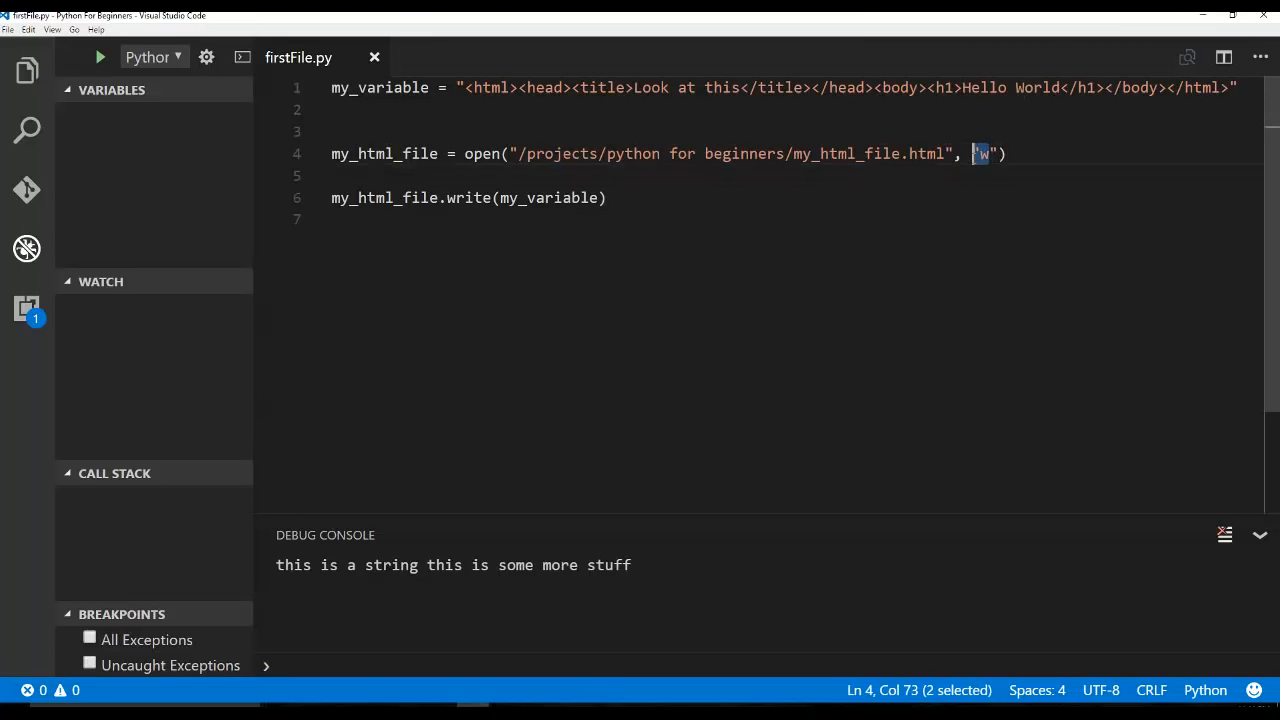 firstFile.py - Python For Beginners - Visual Studio Code
File Edit View Go Help
Python
firstFile.py
VARIABLES
1 my_variable = "<html><head><title>Look at this</title></head><body><h1>Hello World</h1></body></html>"
2
3
4 my_html_file = open("/projects/python for beginners/my_html_file.html", "w")
5
6 my_html_file.write(my_variable)
7
WATCH
CALL STACK
1
DEBUG CONSOLE
this is a string this is some more stuff
BREAKPOINTS
All Exceptions
Uncaught Exceptions
0 0 Ln 4, Col 73 (2 selected) Spaces: 4 UTF-8 CRLF Python